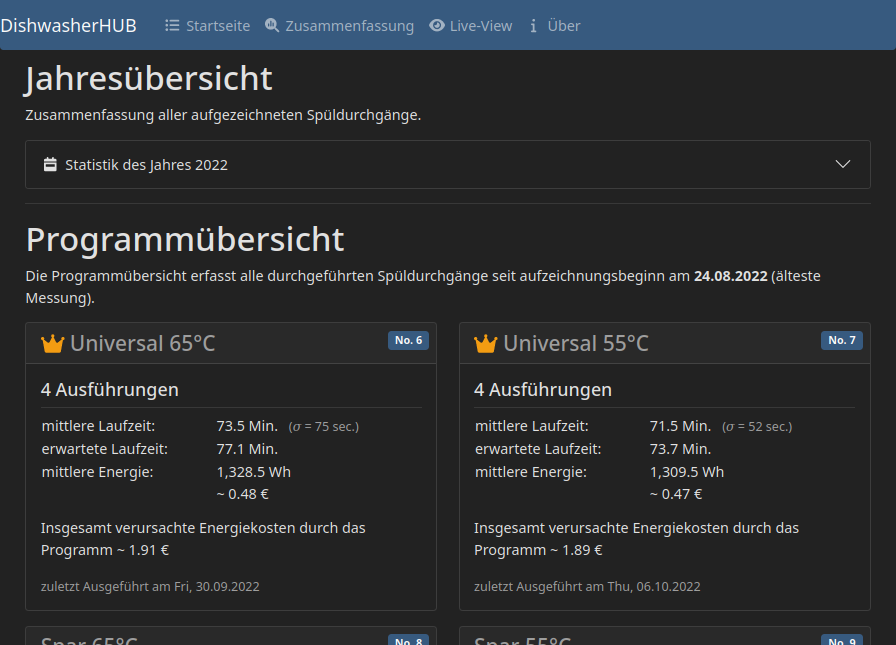 DishwasherHUB Startseite Zusammenfassung Live-View Über
Jahresübersicht
Zusammenfassung aller aufgezeichneten Spüldurchgänge.
Statistik des Jahres 2022
Programmübersicht
Die Programmübersicht erfasst alle durchgeführten Spüldurchgänge seit aufzeichnungsbeginn am 24.08.2022 (älteste
Messung).
Universal 65°C No. 6
4 Ausführungen
mittlere Laufzeit: 73.5 Min. (σ = 75 sec.)
erwartete Laufzeit: 77.1 Min.
mittlere Energie: 1,328.5 Wh
~ 0.48 €
Insgesamt verursachte Energiekosten durch das
Programm ~ 1.91 €
zuletzt Ausgeführt am Fri, 30.09.2022
Universal 55°C No. 7
4 Ausführungen
mittlere Laufzeit: 71.5 Min. (σ = 52 sec.)
erwartete Laufzeit: 73.7 Min.
mittlere Energie: 1,309.5 Wh
~ 0.47 €
Insgesamt verursachte Energiekosten durch das
Programm ~ 1.89 €
zuletzt Ausgeführt am Thu, 06.10.2022
Spar 65°C No. 8
Spar 55°C No. 9